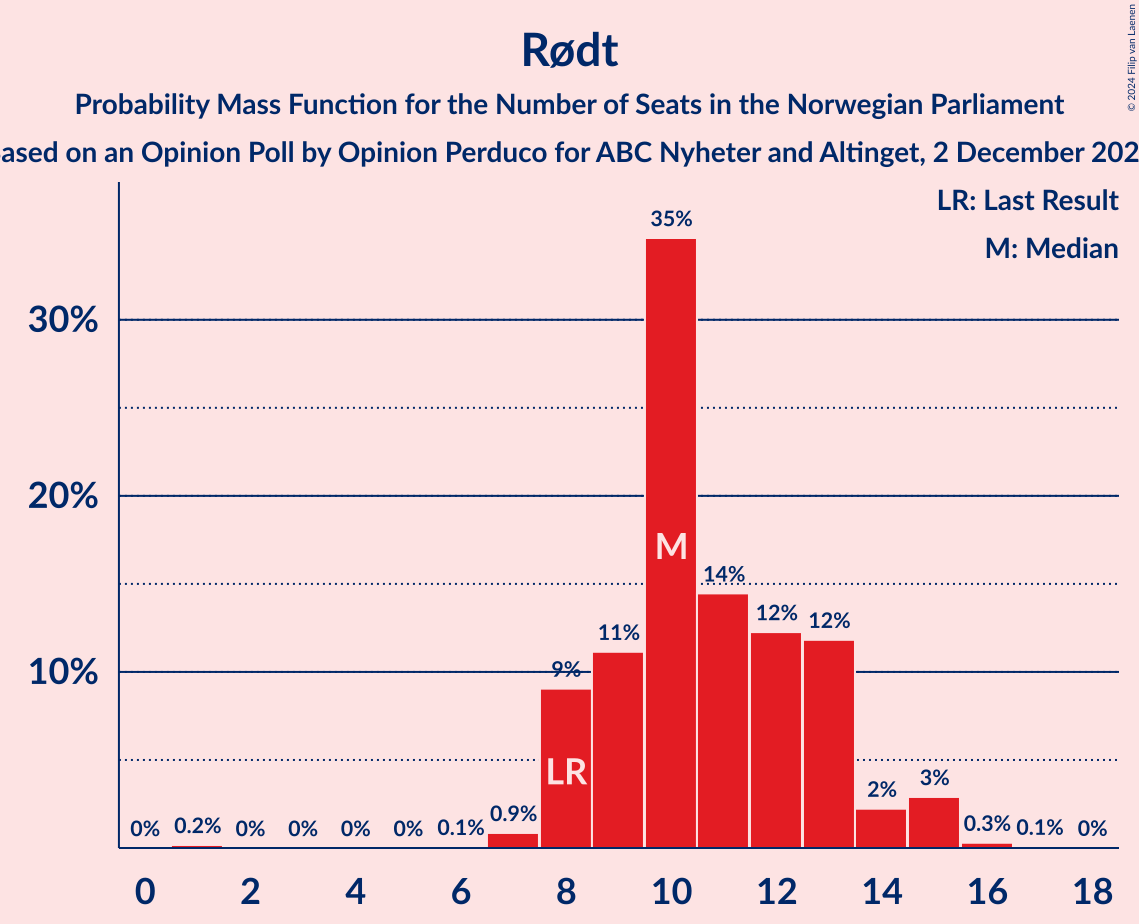 © 2024 Filip van Laenen
Rødt
Probability Mass Function for the Number of Seats in the Norwegian Parliament
ased on an Opinion Poll by Opinion Perduco for ABC Nyheter and Altinget, 2 December 202
LR: Last Result
M: Median
35%
30%
20%
M
14%
12%
12%
11%
10%
9%
LR
3%
2%
0%
0.2%
0%
0%
0%
0%
0.1%
0.9%
0.3%
0.1%
0%
0 2 4 6 8 10 12 14 16 18